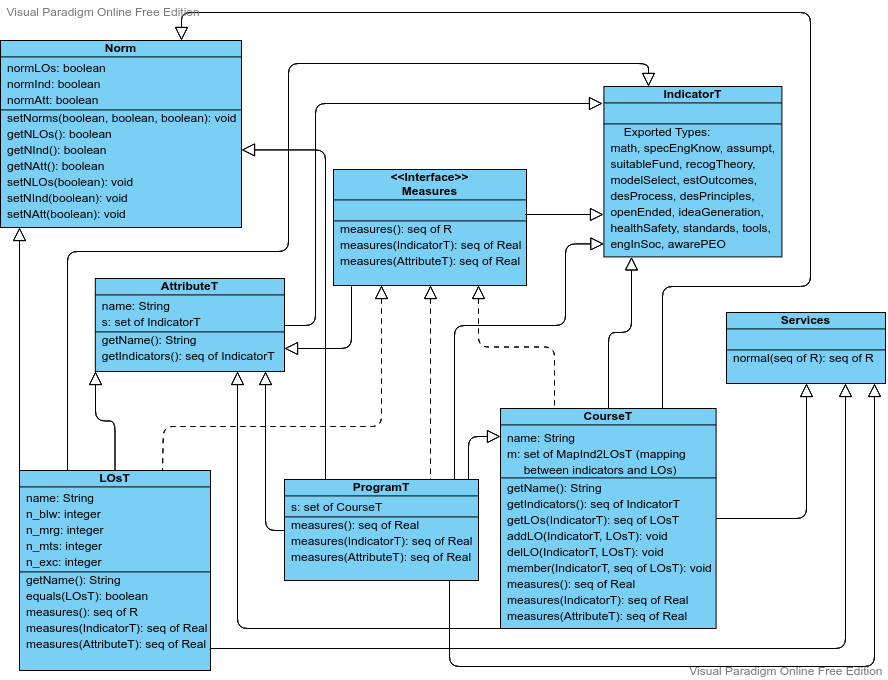 Visual Paradigm Online Free Edition
Norm
normLOs: boolean
normInd: boolean
normAtt: boolean
setNorms(boolean, boolean, boolean): void
getNLOs(): boolean
getNInd(): boolean
getNAtt(): boolean
setNLOs(boolean): void
setNInd(boolean): void
setNAtt(boolean): void
IndicatorT
Exported Types:
math, specEngKnow, assumpt,
suitableFund, recogTheory,
modelSelect, estOutcomes,
desProcess, desPrinciples,
openEnded, ideaGeneration,
healthSafety, standards, tools,
engInSoc, awarePEO
<<Interface>>
Measures
measures(): seq of R
measures(IndicatorT): seq of Real
measures(AttributeT): seq of Real
AttributeT
name: String
s: set of IndicatorT
getName(): String
getIndicators(): seq of IndicatorT
Services
normal(seq of R): seq of R
CourseT
name: String
m: set of MapInd2LOsT (mapping
between indicators and LOs)
getName(): String
getIndicators(): seq of IndicatorT
getLOs(IndicatorT): seq of LOsT
addLO(IndicatorT, LOsT): void
delLO(IndicatorT, LOsT): void
member(IndicatorT, seq of LOsT): void
measures(): seq of Real
measures(IndicatorT): seq of Real
measures(AttributeT): seq of Real
LOsT
name: String
n_blw: integer
n_mrg: integer
n_mts: integer
n_exc: integer
getName(): String
equals(LOsT): boolean
measures(): seq of R
measures(IndicatorT): seq of Real
measures(AttributeT): seq of Real
ProgramT
s: set of CourseT
measures(): seq of Real
measures(IndicatorT): seq of Real
measures(AttributeT): seq of Real
Visual Paradigm Online Free Edition